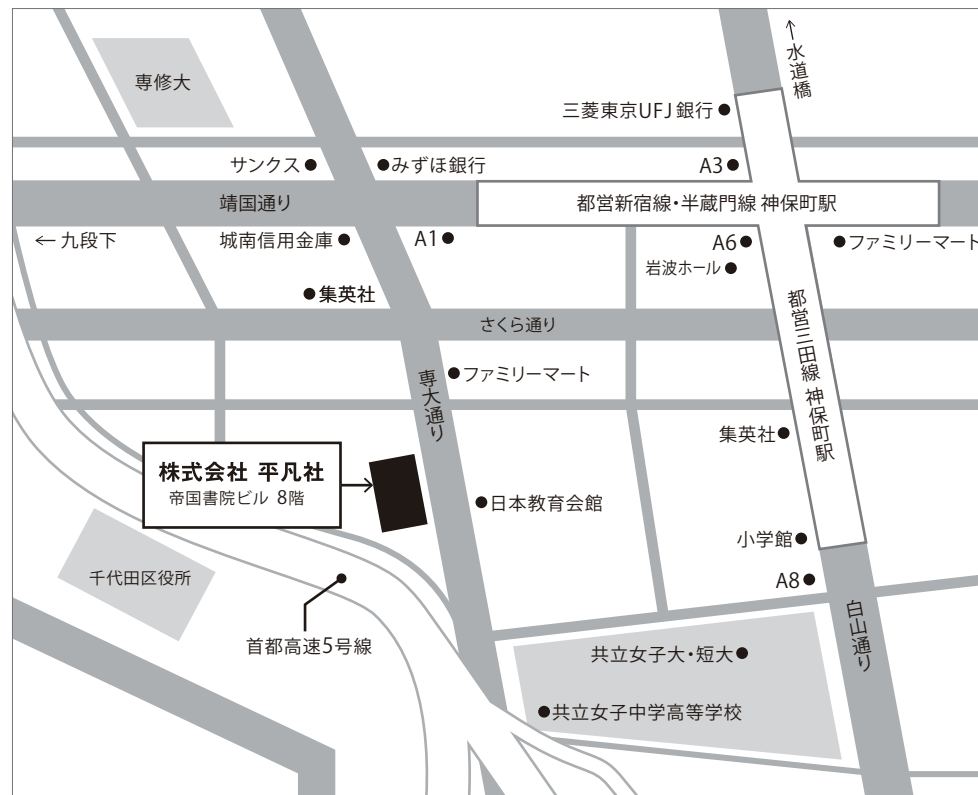 ↑水道橋
専修大
三菱東京UFJ銀行
サンクス
みずほ銀行
A3
靖国通り
都営新宿線・半蔵門線 神保町駅
←九段下
城南信用金庫
A1
A6
ファミリーマート
岩波ホール
集英社
都営三田線 神保町駅
さくら通り
専大通り
ファミリーマート
集英社
株式会社 平凡社
帝国書院ビル 8階
日本教育会館
小学館
千代田区役所
A8
白山通り
首都高速5号線
共立女子大・短大
共立女子中学高等学校